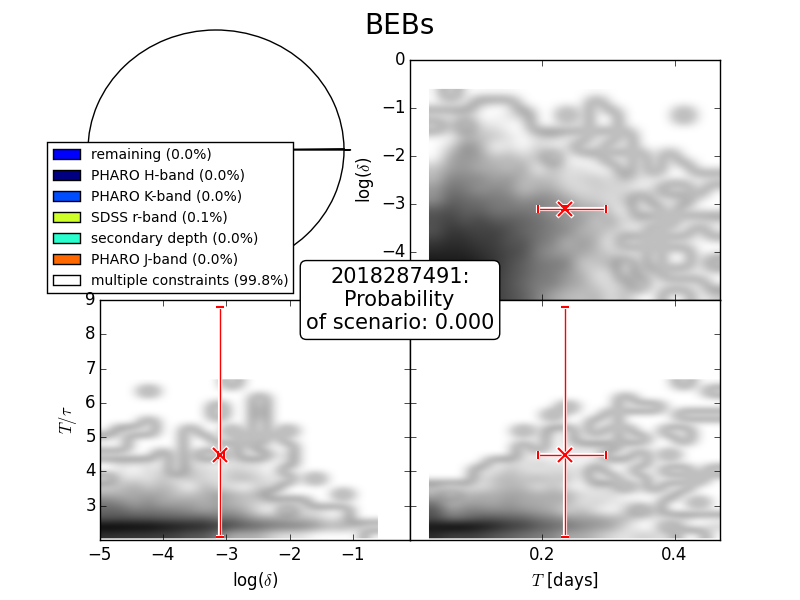 BEBs
remaining (0.0%)
PHARO H-band (0.0%)
PHARO K-band (0.0%)
SDSS r-band (0.1%)
secondary depth (0.0%)
PHARO J-band (0.0%)
multiple constraints (99.8%)
0
−1
−2
−3
−4
log(δ)
2018287491:
Probability
of scenario: 0.000
9
8
7
6
5
4
3
T/τ
−5 −4 −3 −2 −1
log(δ)
0.2 0.4
T [days]